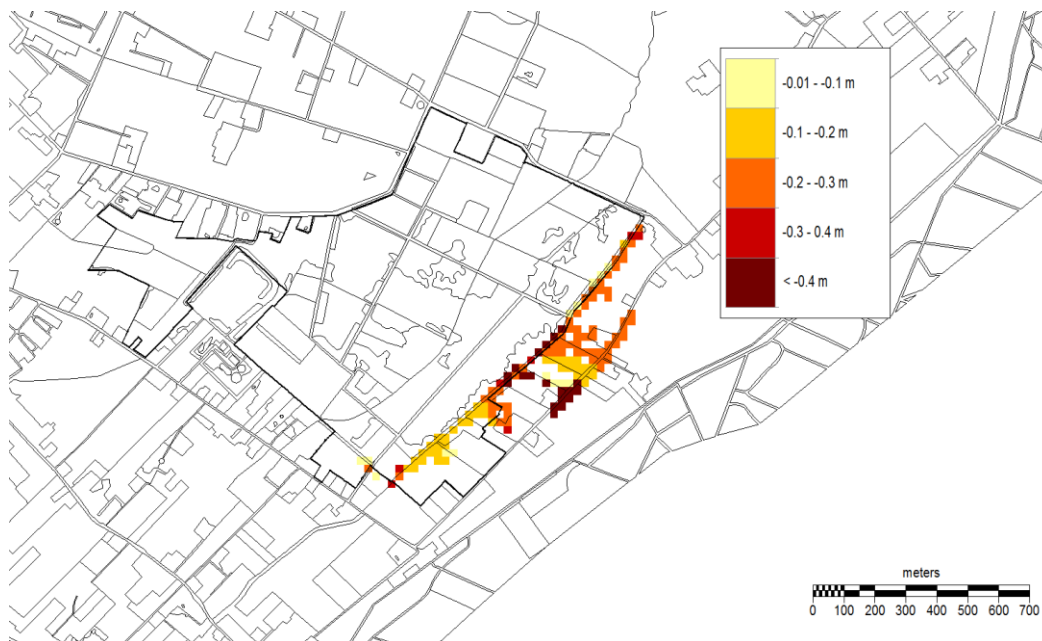 -0.01 - -0.1 m
-0.1 - -0.2 m
-0.2 - -0.3 m
-0.3 - 0.4 m
< -0.4 m
meters
0 100 200 300 400 500 600 700